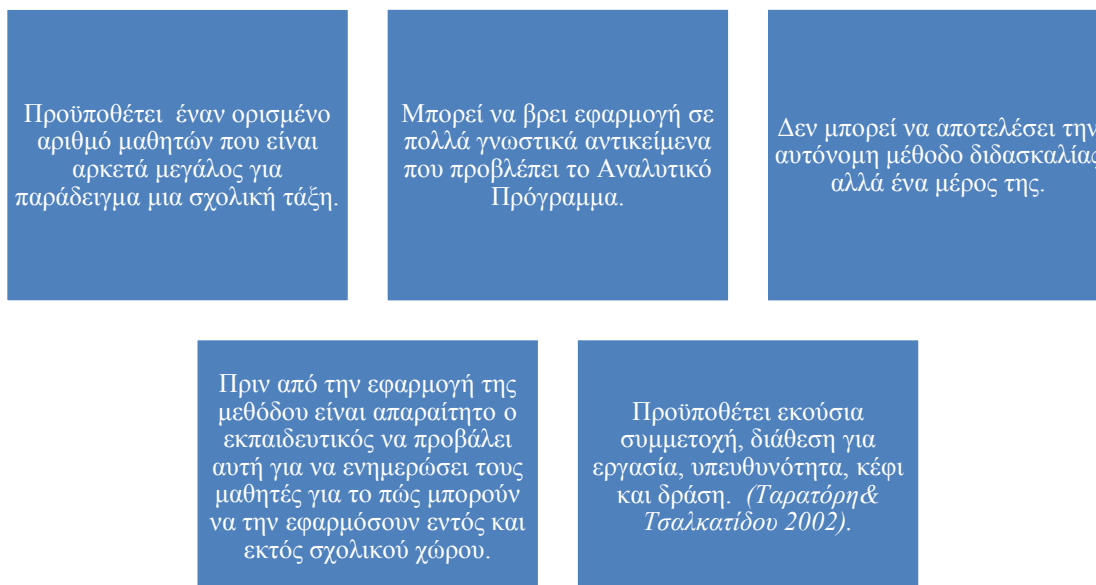 Προϋποθέτει έναν ορισμένο
αριθμό μαθητών που είναι
αρκετά μεγάλος για
παράδειγμα μια σχολική τάξη.
Μπορεί να βρει εφαρμογή σε
πολλά γνωστικά αντικείμενα
που προβλέπει το Αναλυτικό
Πρόγραμμα.
Δεν μπορεί να αποτελέσει την
αυτόνομη μέθοδο διδασκαλίας
αλλά ένα μέρος της.
Πριν από την εφαρμογή της
μεθόδου είναι απαραίτητο ο
εκπαιδευτικός να προβάλει
αυτή για να ενημερώσει τους
μαθητές για το πώς μπορούν
να την εφαρμόσουν εντός και
εκτός σχολικού χώρου.
Προϋποθέτει εκούσια
συμμετοχή, διάθεση για
εργασία, υπευθυνότητα, κέφι
και δράση. (Ταρατόρη&
Τσαλκατίδου 2002).